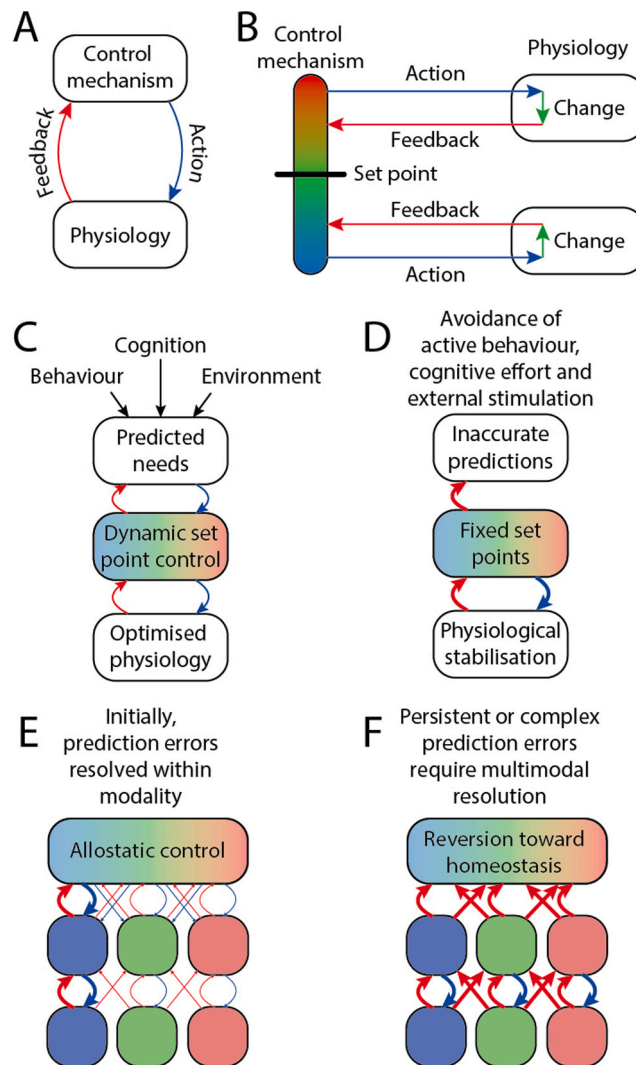 A
Control
mechanism
Feedback
Action
Physiology
B
Control
mechanism
Physiology
Action
Change
Feedback
Set point
Feedback
Change
Action
C
Cognition
Behaviour
Environment
Predicted
needs
Dynamic set
point control
Optimised
physiology
D
Avoidance of
active behaviour,
cognitive effort and
external stimulation
Inaccurate
predictions
Fixed set
points
Physiological
stabilisation
E
Initially,
prediction errors
resolved within
modality
Allostatic control
F
Persistent or complex
prediction errors
require multimodal
resolution
Reversion toward
homeostasis